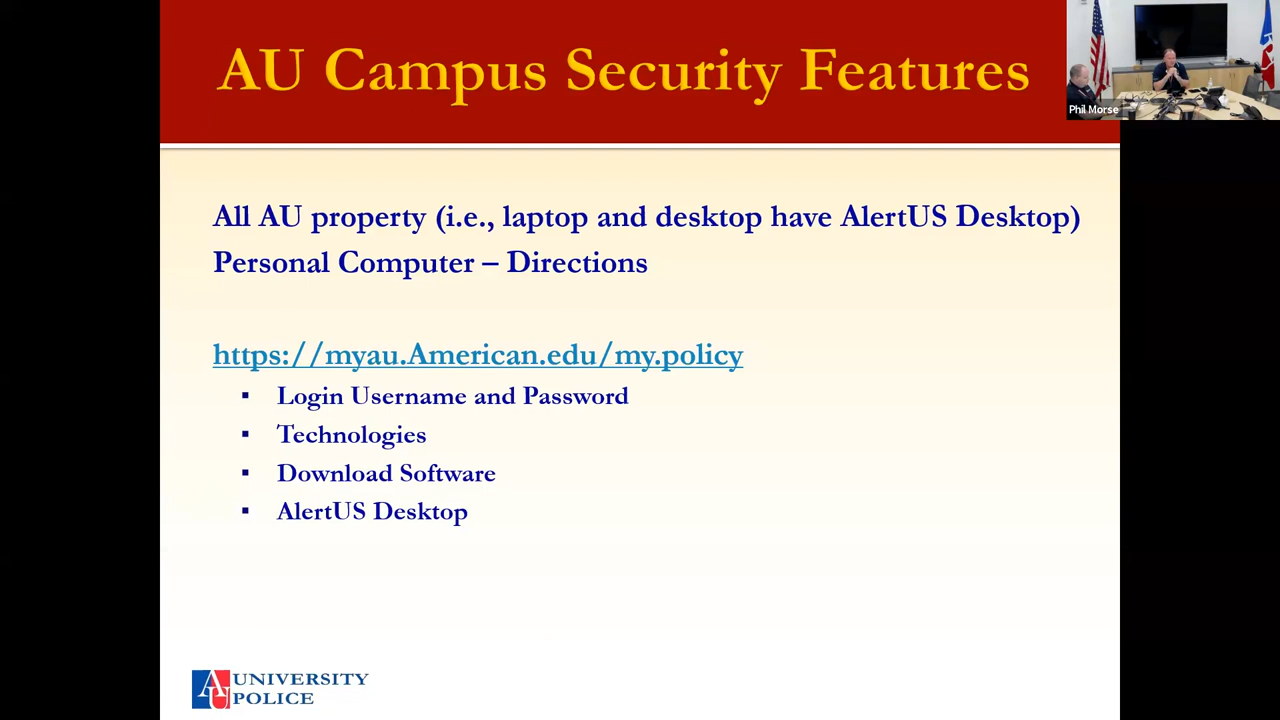 AU Campus Security Features
Phil Morse
All AU property (i.e., laptop and desktop have AlertUS Desktop)
Personal Computer – Directions
https://myau.American.edu/my.policy
▪ Login Username and Password
▪ Technologies
▪ Download Software
▪ AlertUS Desktop
AU UNIVERSITY
POLICE